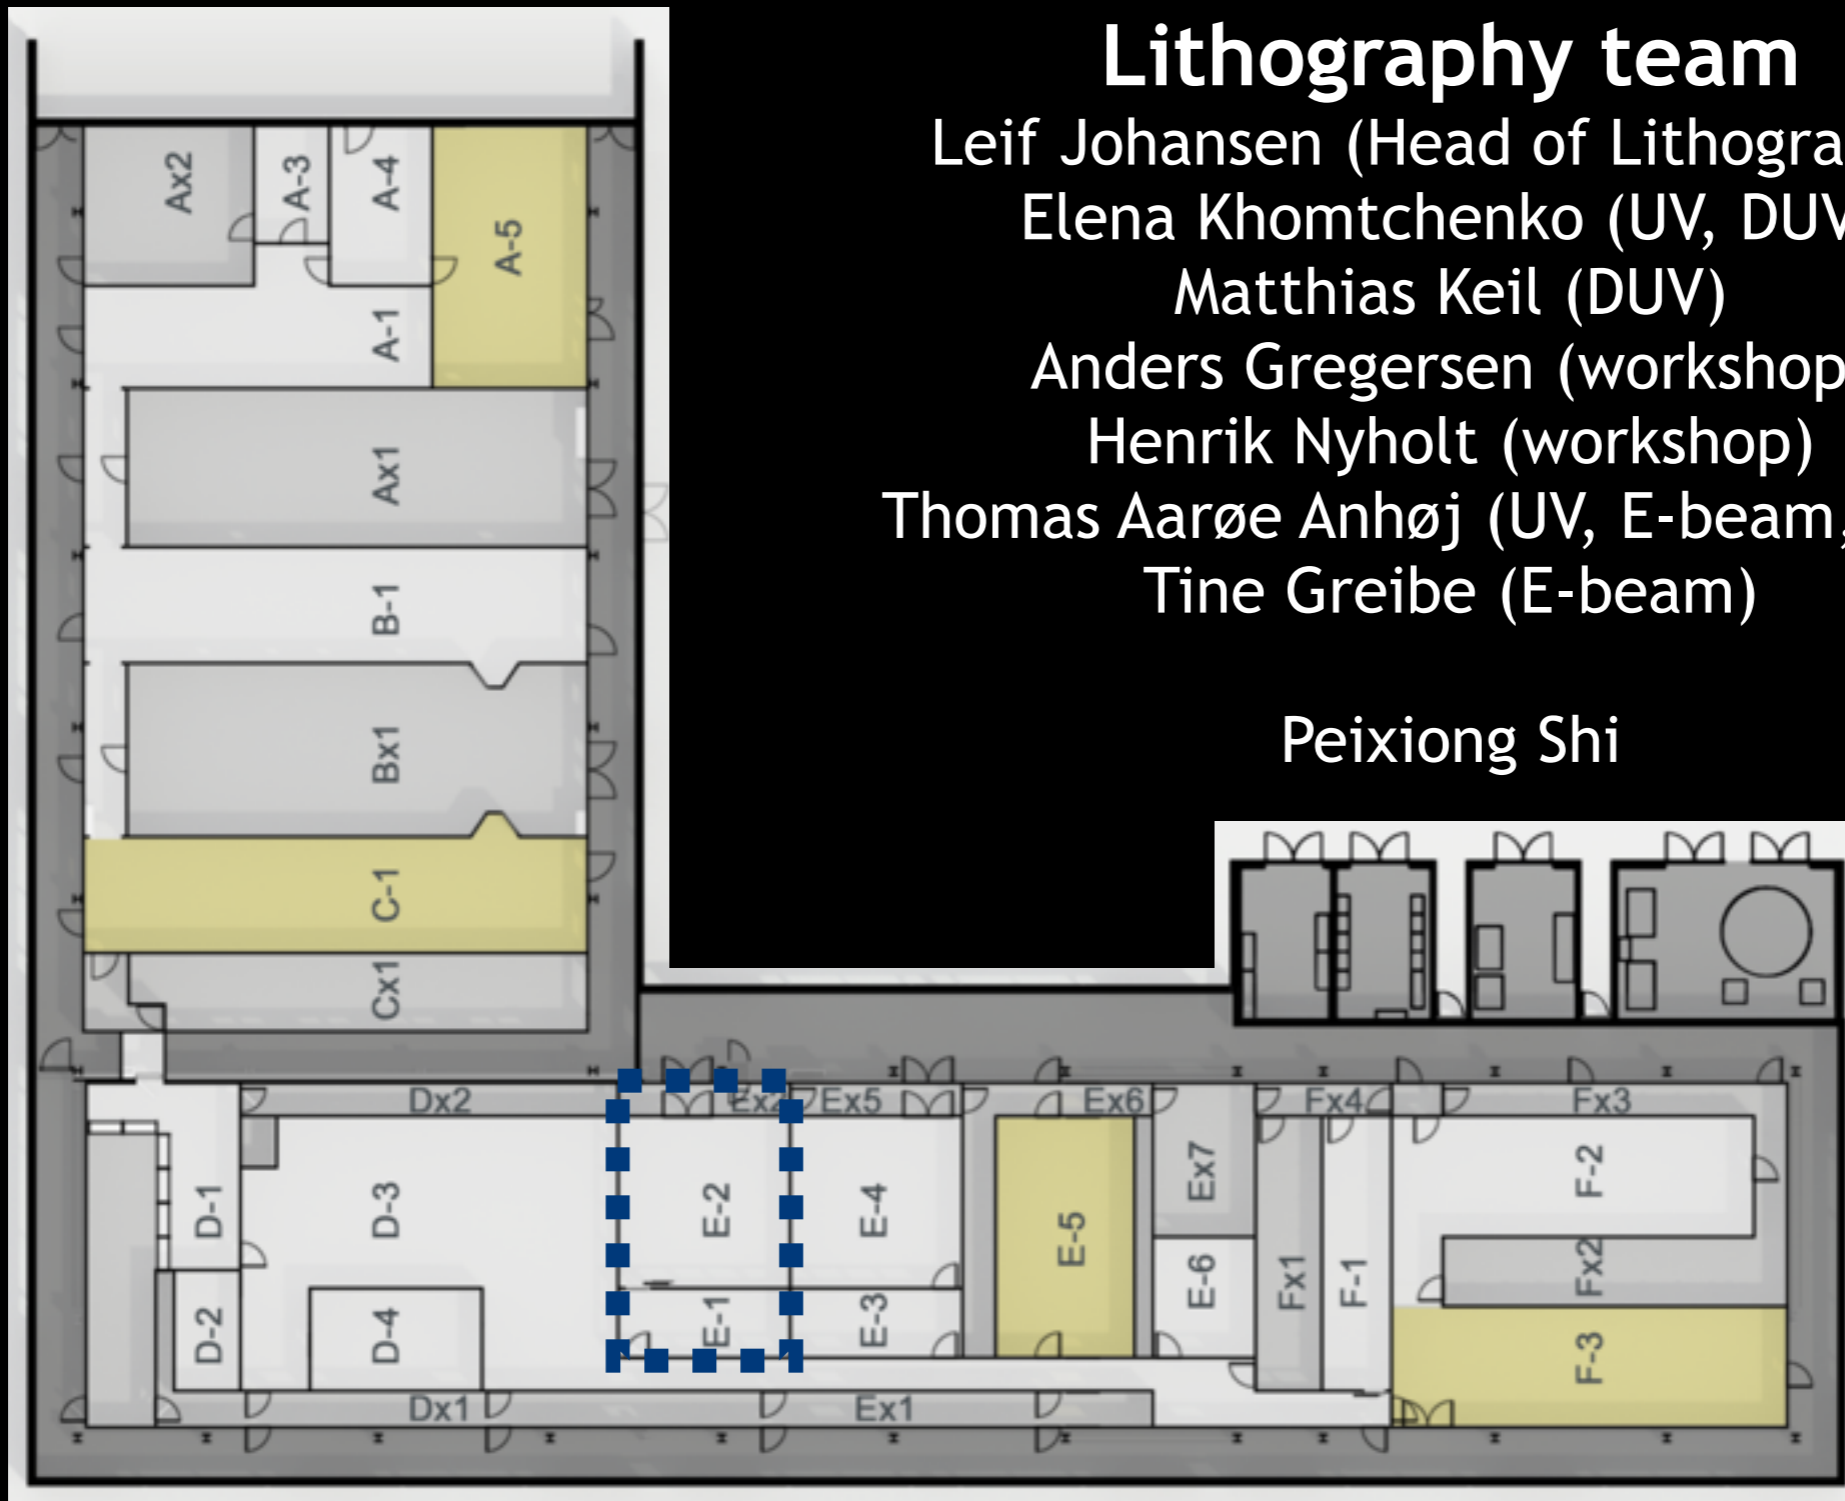 Lithography team
Leif Johansen (Head of Lithogra
Elena Khomtchenko (UV, DUV
Matthias Keil (DUV)
Anders Gregersen (workshop
Henrik Nyholt (workshop)
Thomas Aarøe Anhøj (UV, E-beam,
Tine Greibe (E-beam)
Peixiong Shi
Ax2
A-3
A-4
A-5
A-1
Ax1
B-1
Bx1
C-1
Cx1
Dx2
Ex2
Ex5
Ex6
Fx4
Fx3
D-1
D-3
E-2
E-4
E-5
Ex7
F-2
D-2
D-4
E-1
E-3
E-6
Fx1
F-1
Fx2
F-3
Dx1
Ex1